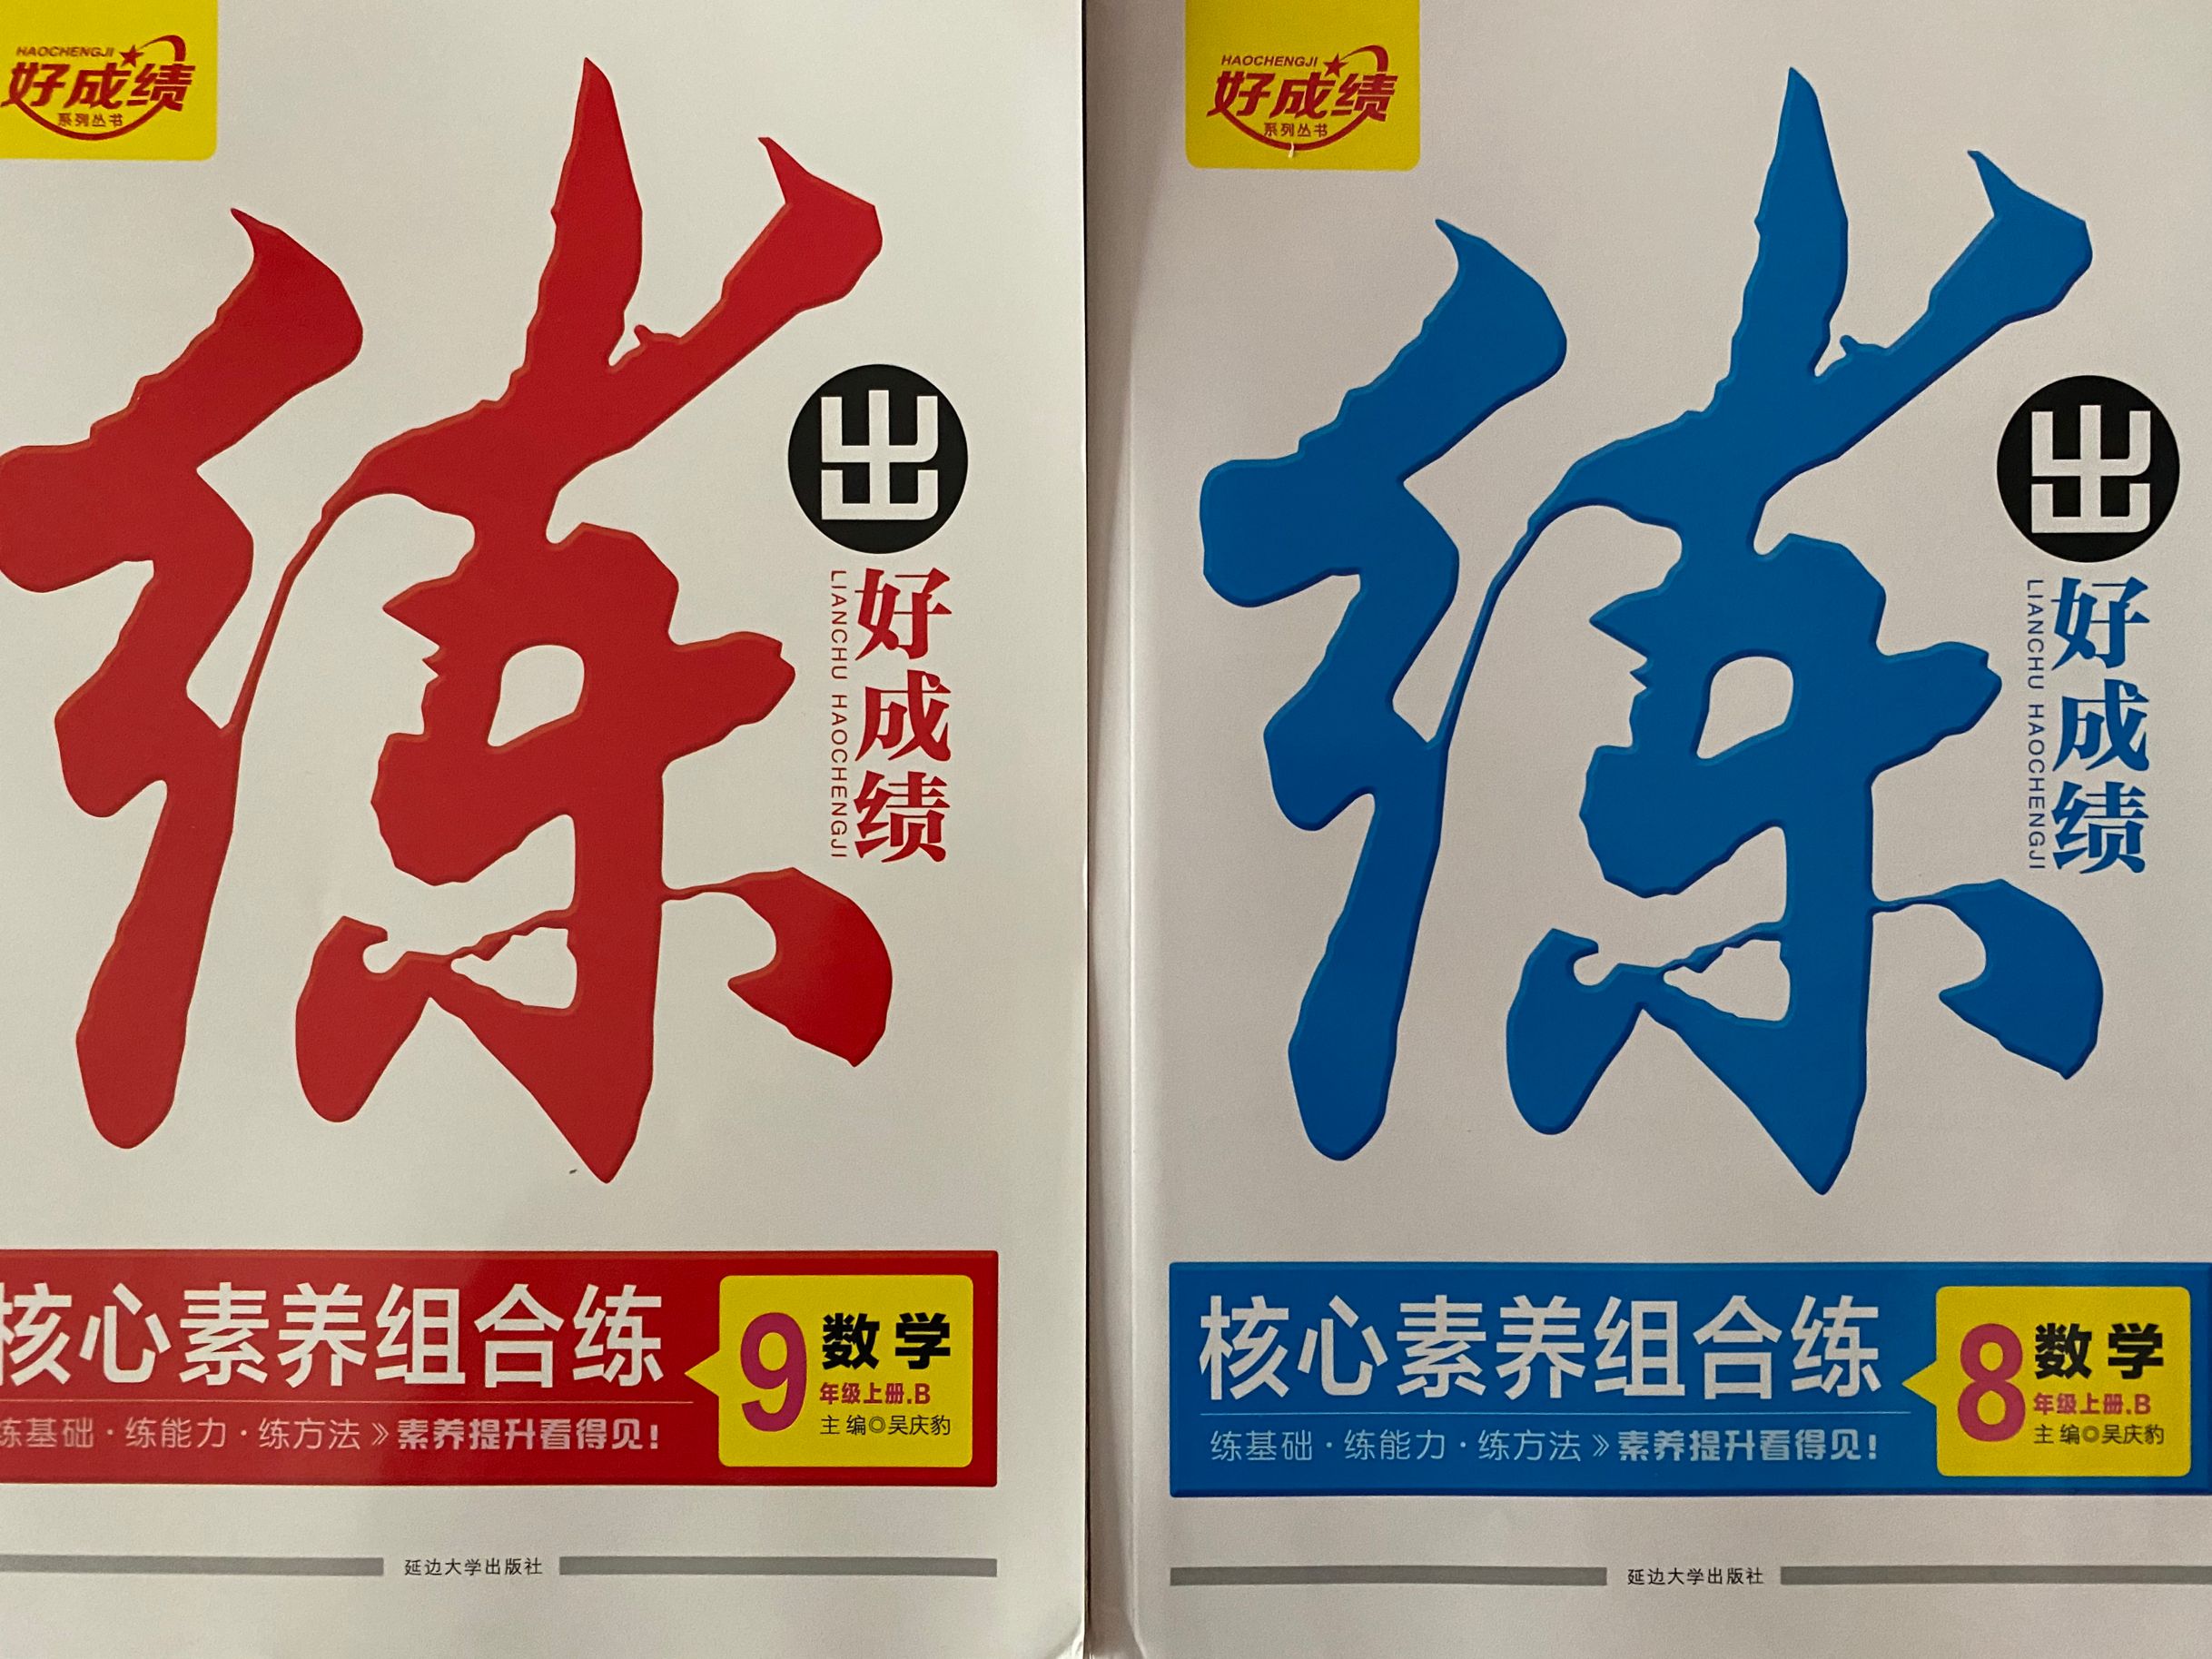 HAOCHENGJI
好成绩
系列丛书
练
出
好成绩
LIANCHU HAOCHENGJI
核心素养组合练
练基础·练能力·练方法》素养提升看得见!
9
数学
年级上册.B
主编◎吴庆豹
延边大学出版社
HAOCHENGJI
好成绩
系列丛书
练
出
好成绩
LIANCHU HAOCHENGJI
核心素养组合练
练基础·练能力·练方法》素养提升看得见!
8
数学
年级上册.B
主编◎吴庆豹
延边大学出版社